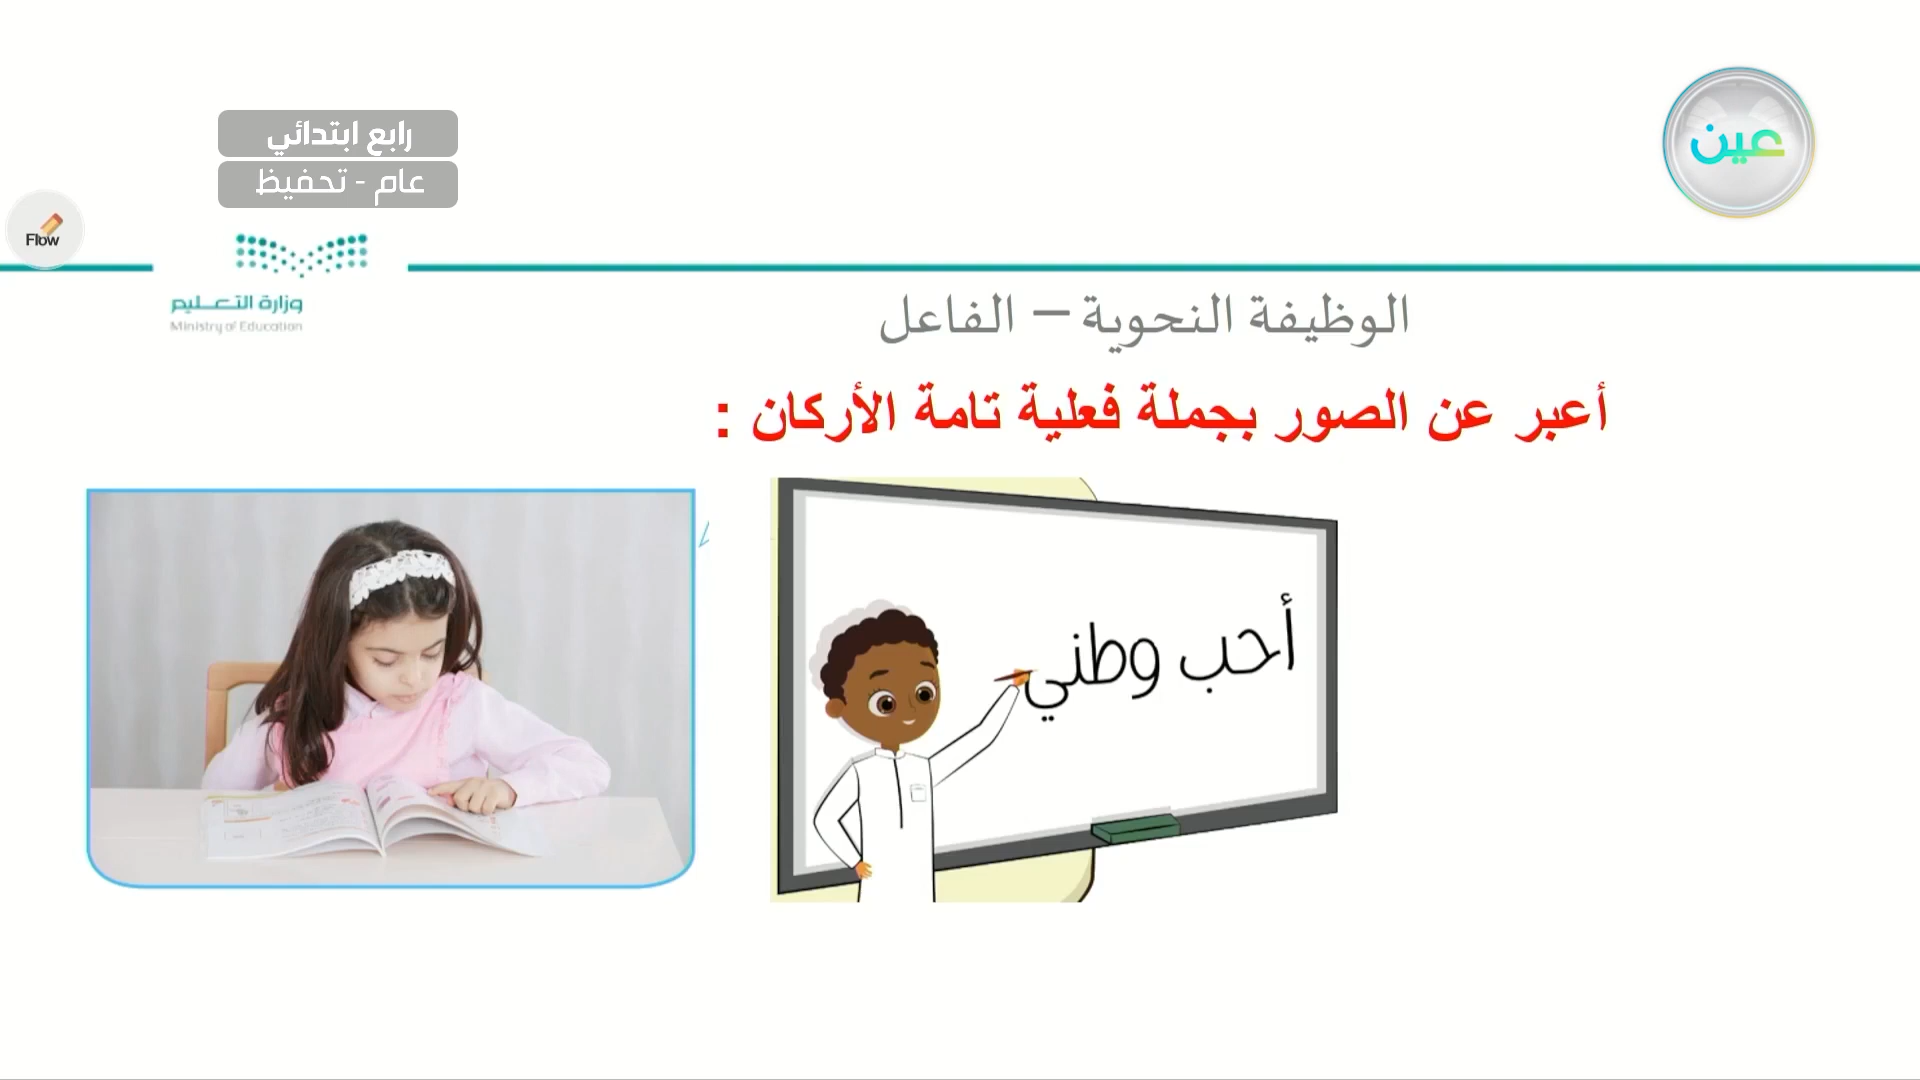 عين
رابع ابتدائي
عام - تحفيظ
Flow
وزارة التعليم
Ministry of Education
الوظيفة النحوية – الفاعل
أعبر عن الصور بجملة فعلية تامة الأركان :
أحب وطني